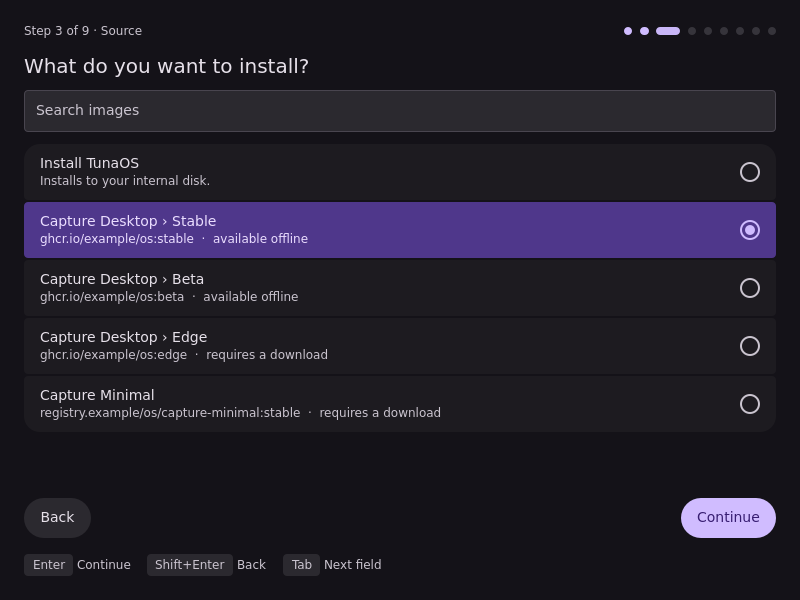 Step 3 of 9 · Source
What do you want to install?
Search images
Install TunaOS
Installs to your internal disk.
Capture Desktop › Stable
ghcr.io/example/os:stable · available offline
Capture Desktop › Beta
ghcr.io/example/os:beta · available offline
Capture Desktop › Edge
ghcr.io/example/os:edge · requires a download
Capture Minimal
registry.example/os/capture-minimal:stable · requires a download
Back
Continue
Enter Continue Shift+Enter Back Tab Next field